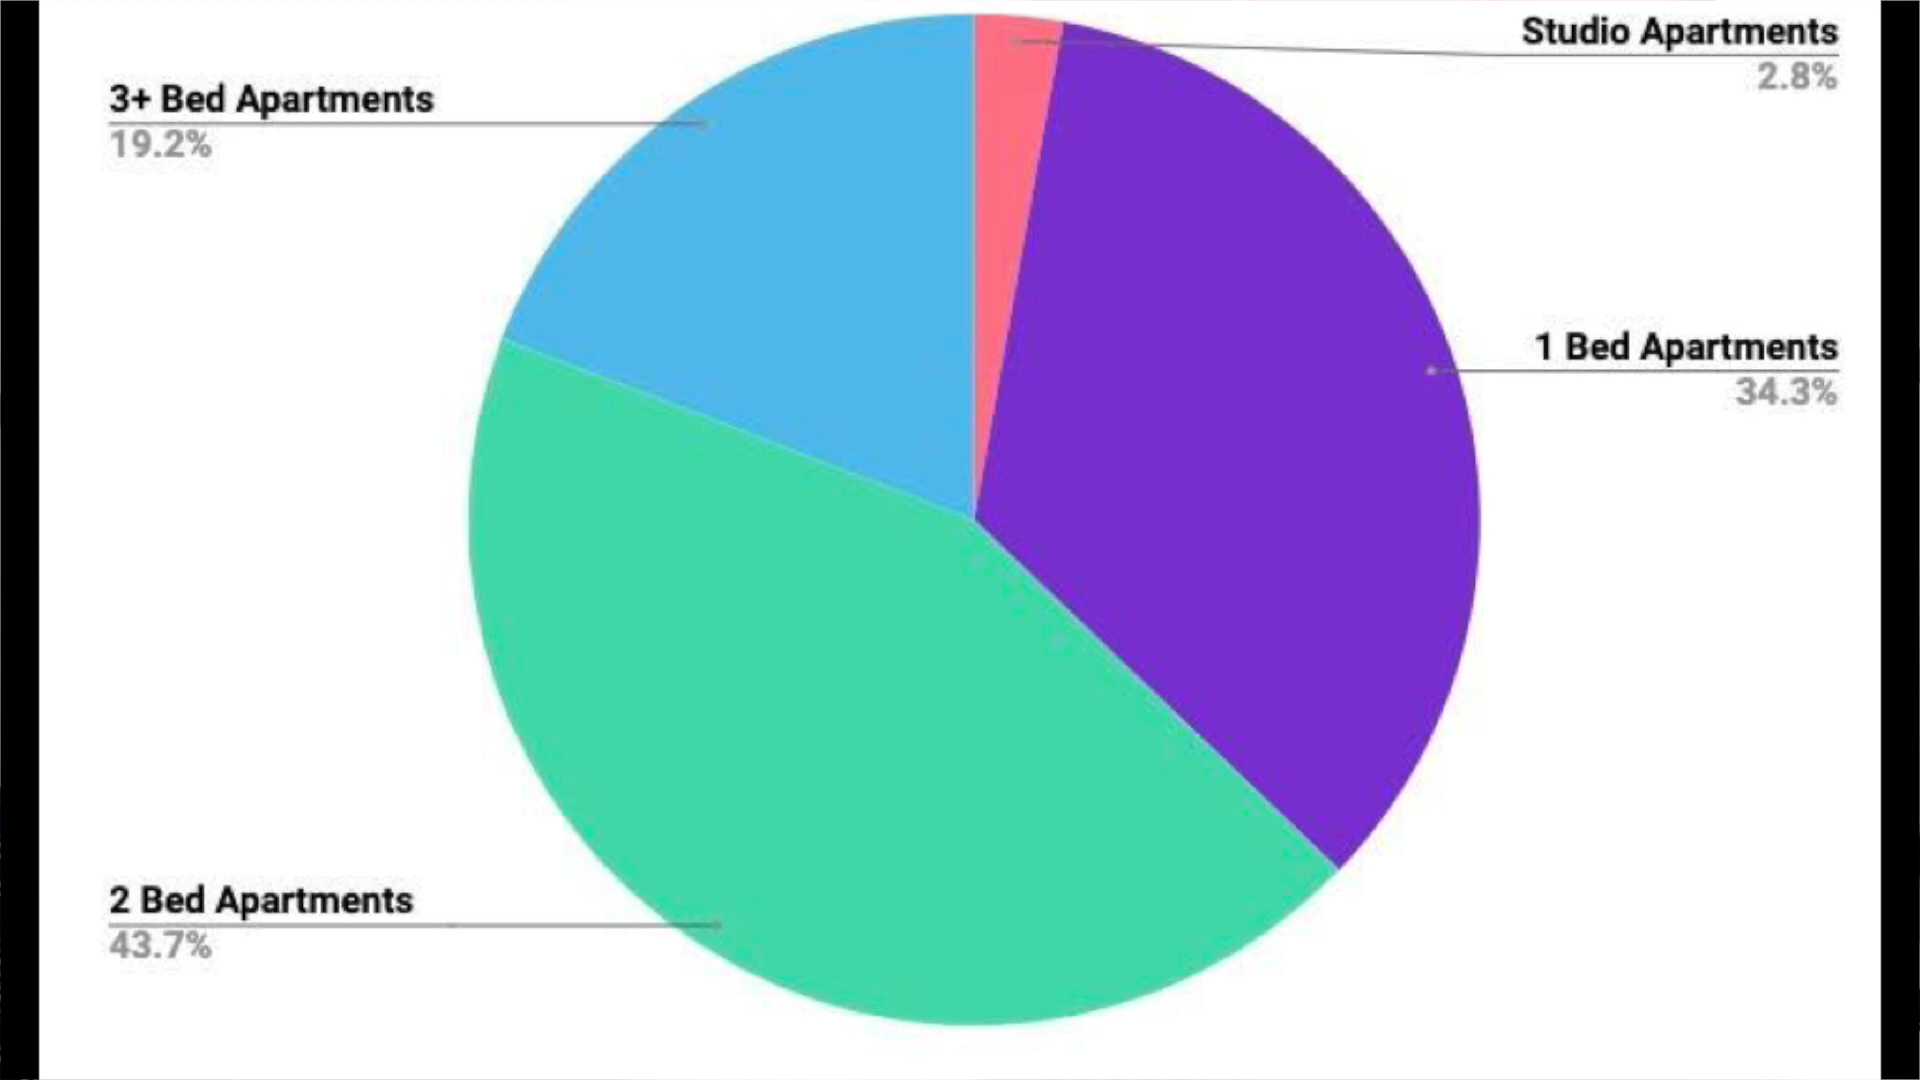 Studio Apartments
2.8%
3+ Bed Apartments
19.2%
1 Bed Apartments
34.3%
2 Bed Apartments
43.7%